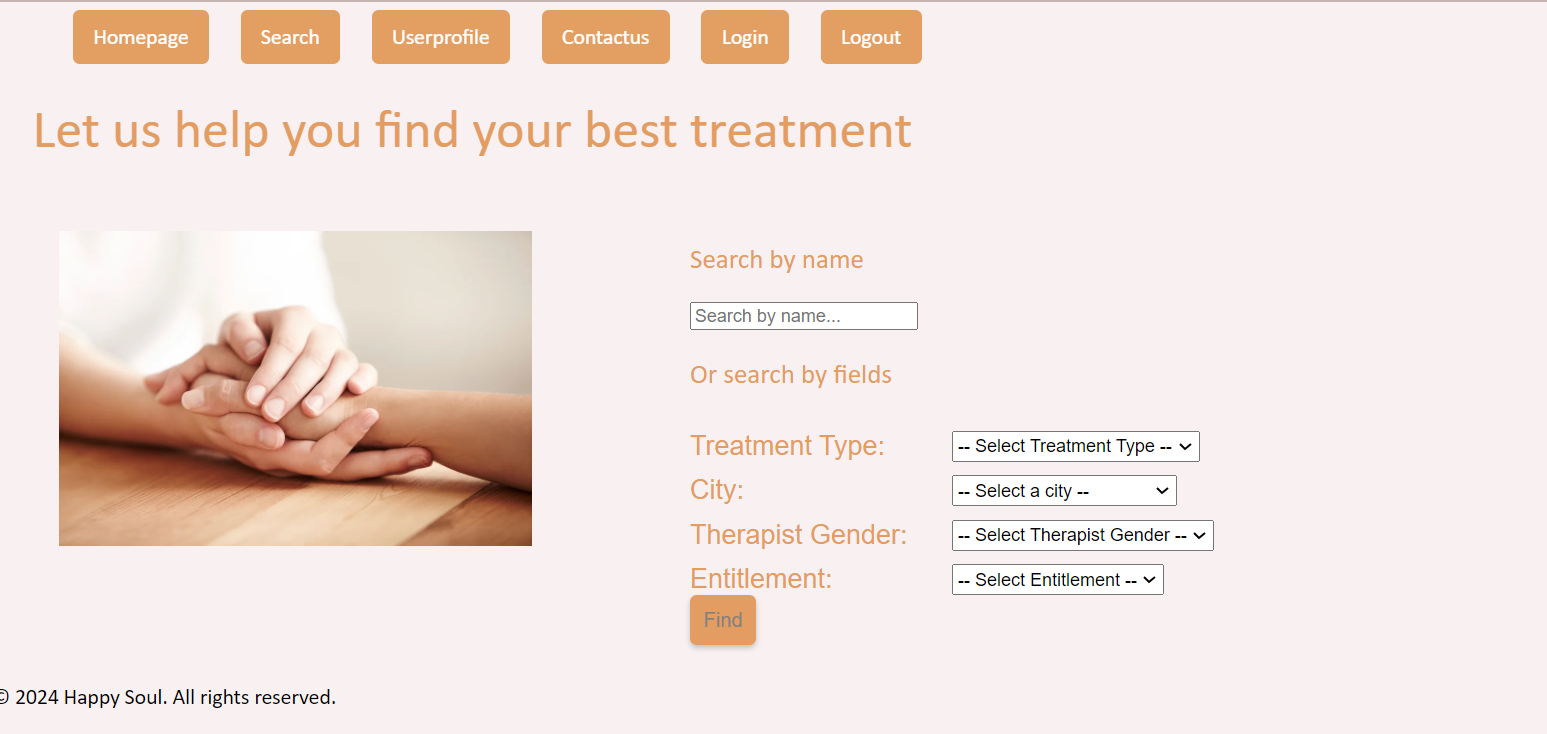 Homepage Search Userprofile Contactus Login Logout
Let us help you find your best treatment
Search by name
Search by name...
Or search by fields
Treatment Type: -- Select Treatment Type --
City: -- Select a city --
Therapist Gender: -- Select Therapist Gender --
Entitlement: -- Select Entitlement --
Find
© 2024 Happy Soul. All rights reserved.